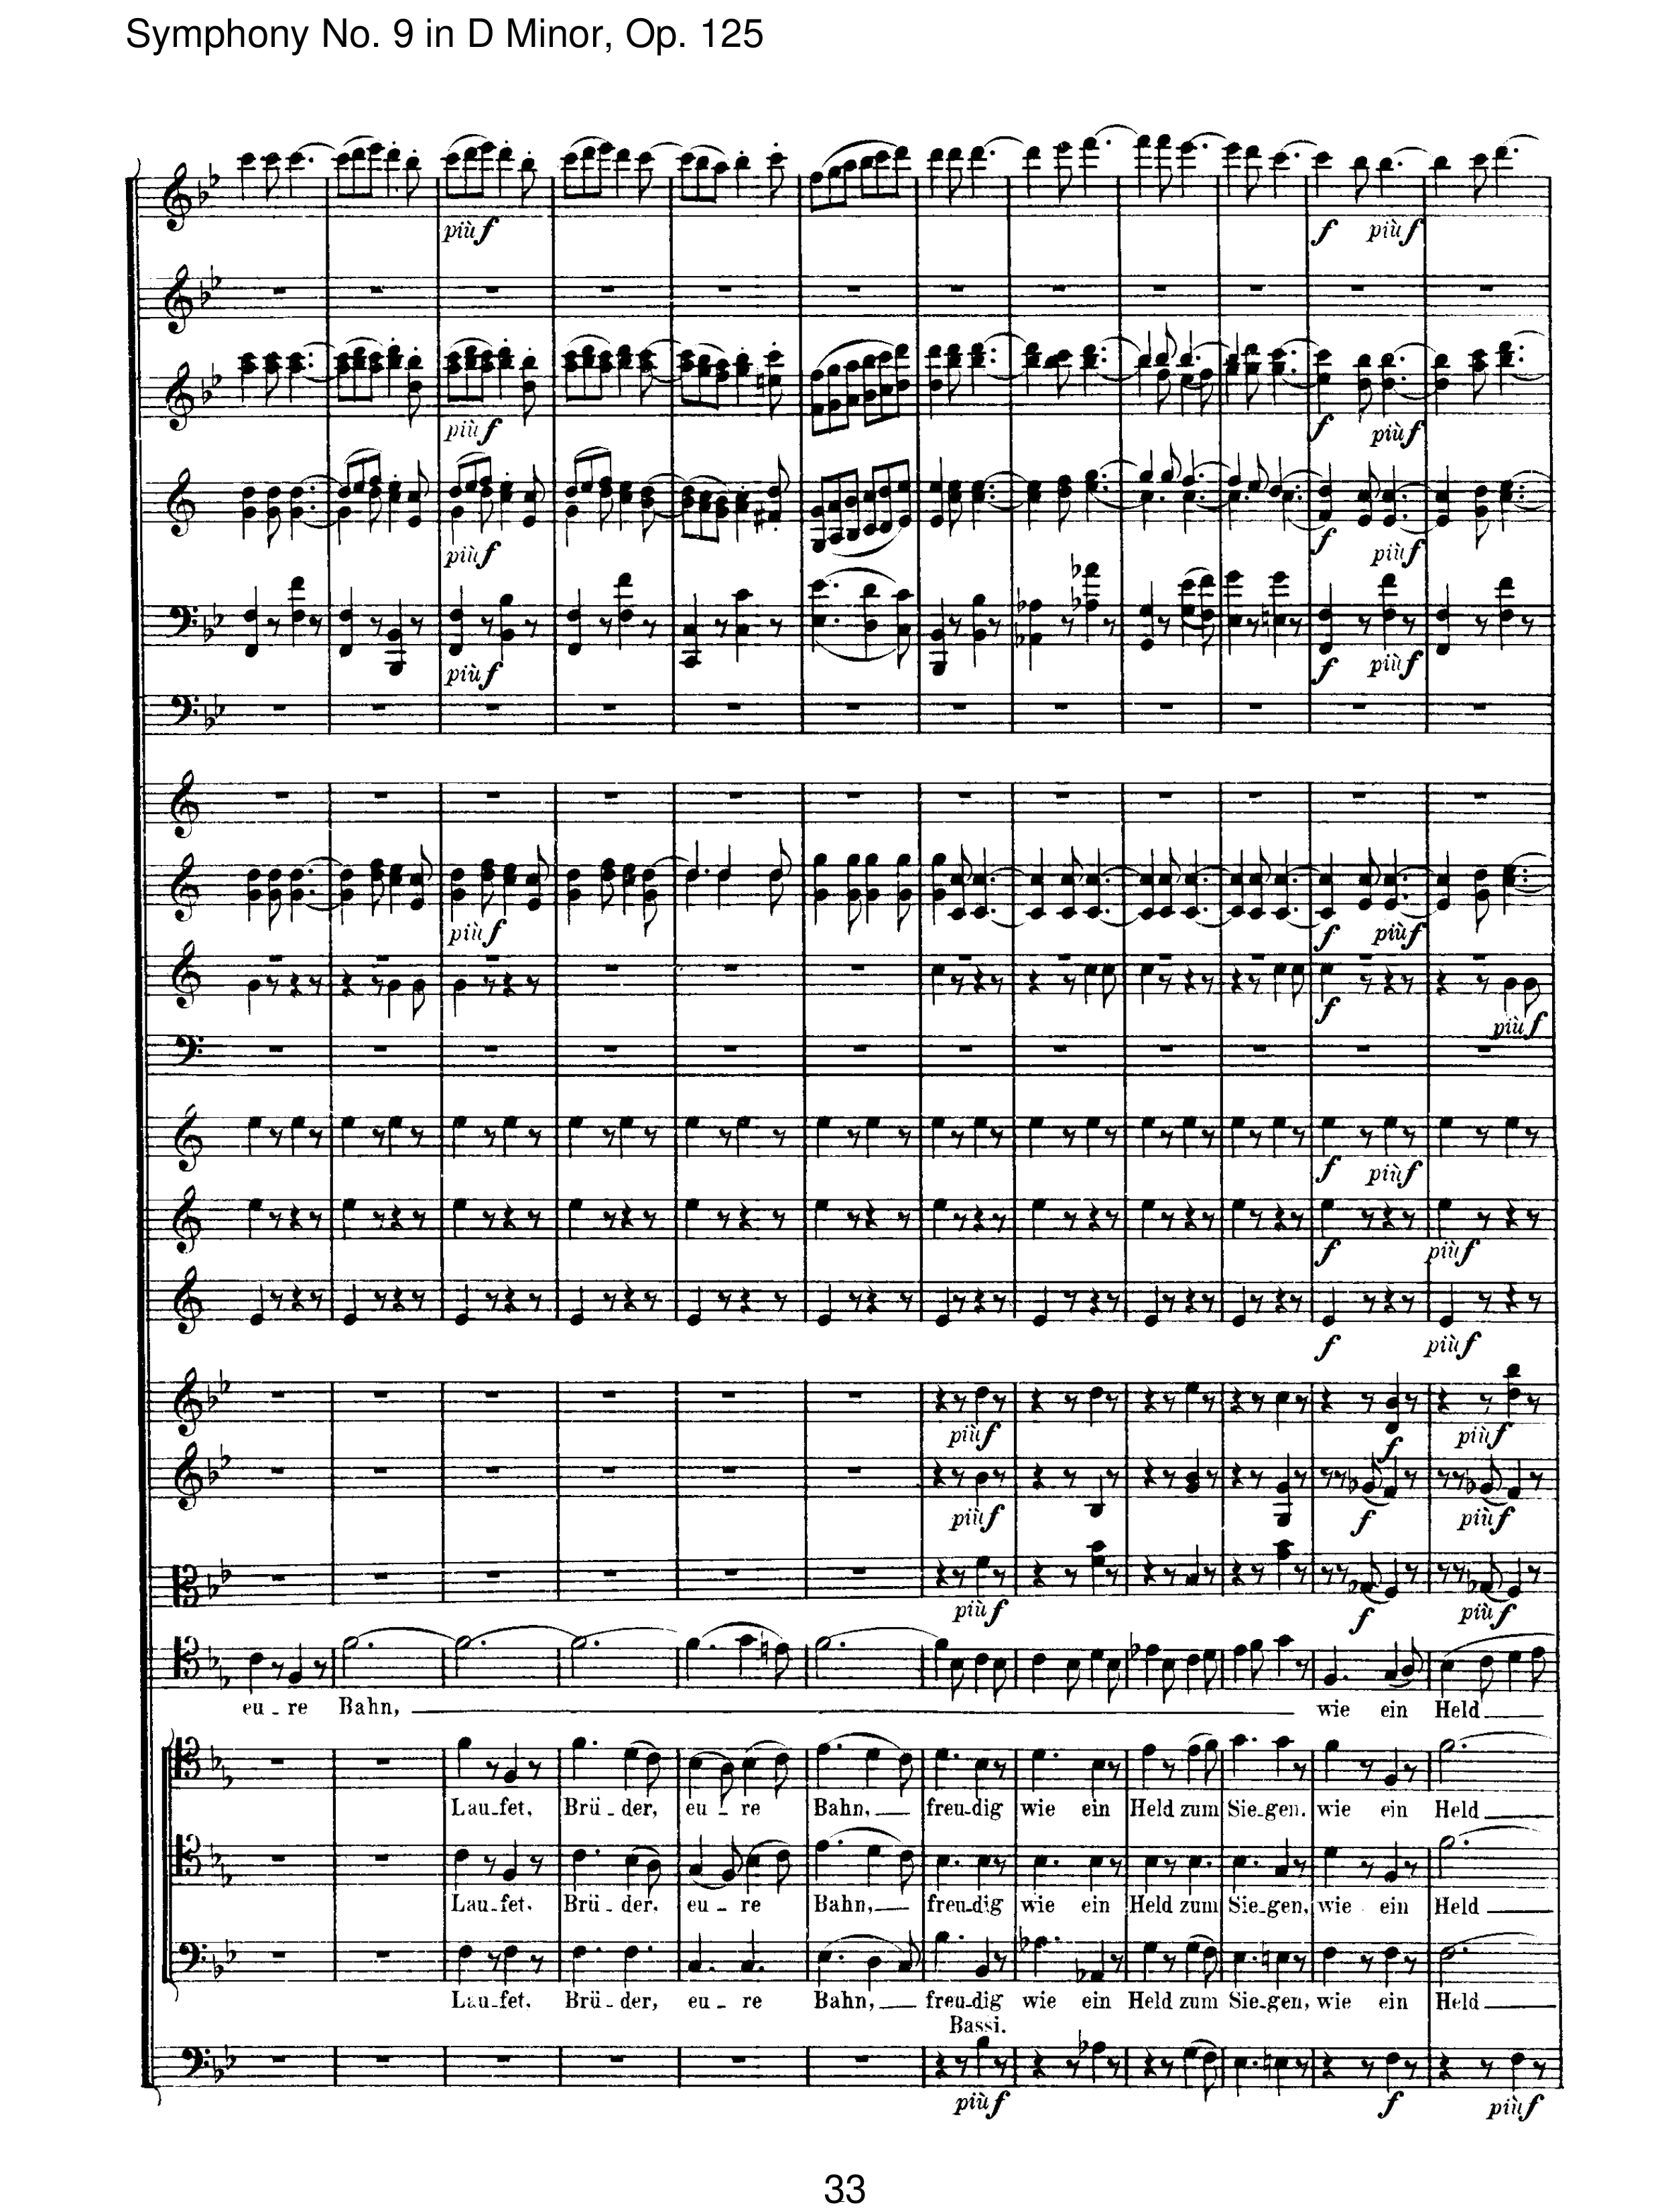 Symphony No. 9 in D Minor, Op. 125
più f
f più f
più f
f più f
più f
f più f
più f
f più f
più f
f più f
f
più f
f più f
f più f
f più f
più f
f
più f
più f
f
più f
più f
f
più f
eu - re Bahn, wie ein Held
Lau - fet, Brü - der, eu - re Bahn, freu - dig wie ein Held zum Sie - gen, wie ein Held
Lau - fet, Brü - der, eu - re Bahn, freu - dig wie ein Held zum Sie - gen, wie ein Held
Lau - fet, Brü - der, eu - re Bahn, freu - dig wie ein Held zum Sie - gen, wie ein Held
Bassi.
più f
f
più f
33